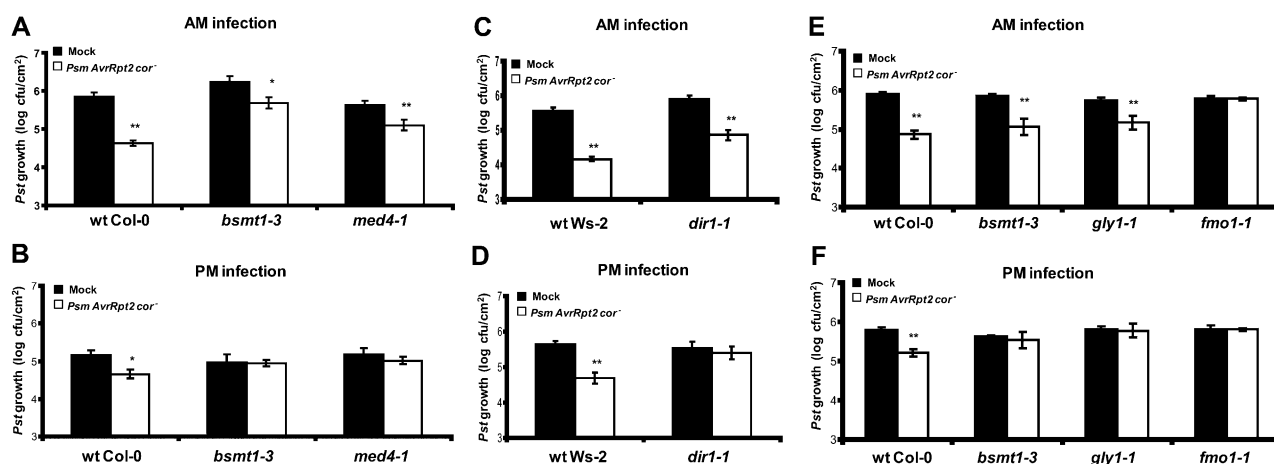 A
AM infection
Pst growth (log cfu/cm2)
7
6
5
4
3
Mock
Psm AvrRpt2 cor-
**
*
**
wt Col-0 bsmt1-3 med4-1
B
PM infection
Pst growth (log cfu/cm2)
7
6
5
4
3
Mock
Psm AvrRpt2 cor-
*
wt Col-0 bsmt1-3 med4-1
C
AM infection
Pst growth (log cfu/cm2)
7
6
5
4
3
Mock
Psm AvrRpt2 cor-
**
**
wt Ws-2 dir1-1
D
PM infection
Pst growth (log cfu/cm2)
7
6
5
4
3
Mock
Psm AvrRpt2 cor-
**
wt Ws-2 dir1-1
E
AM infection
Pst growth (log cfu/cm2)
7
6
5
4
3
Mock
Psm AvrRpt2 cor-
**
**
**
wt Col-0 bsmt1-3 gly1-1 fmo1-1
F
PM infection
Pst growth (log cfu/cm2)
7
6
5
4
3
Mock
Psm AvrRpt2 cor-
**
wt Col-0 bsmt1-3 gly1-1 fmo1-1